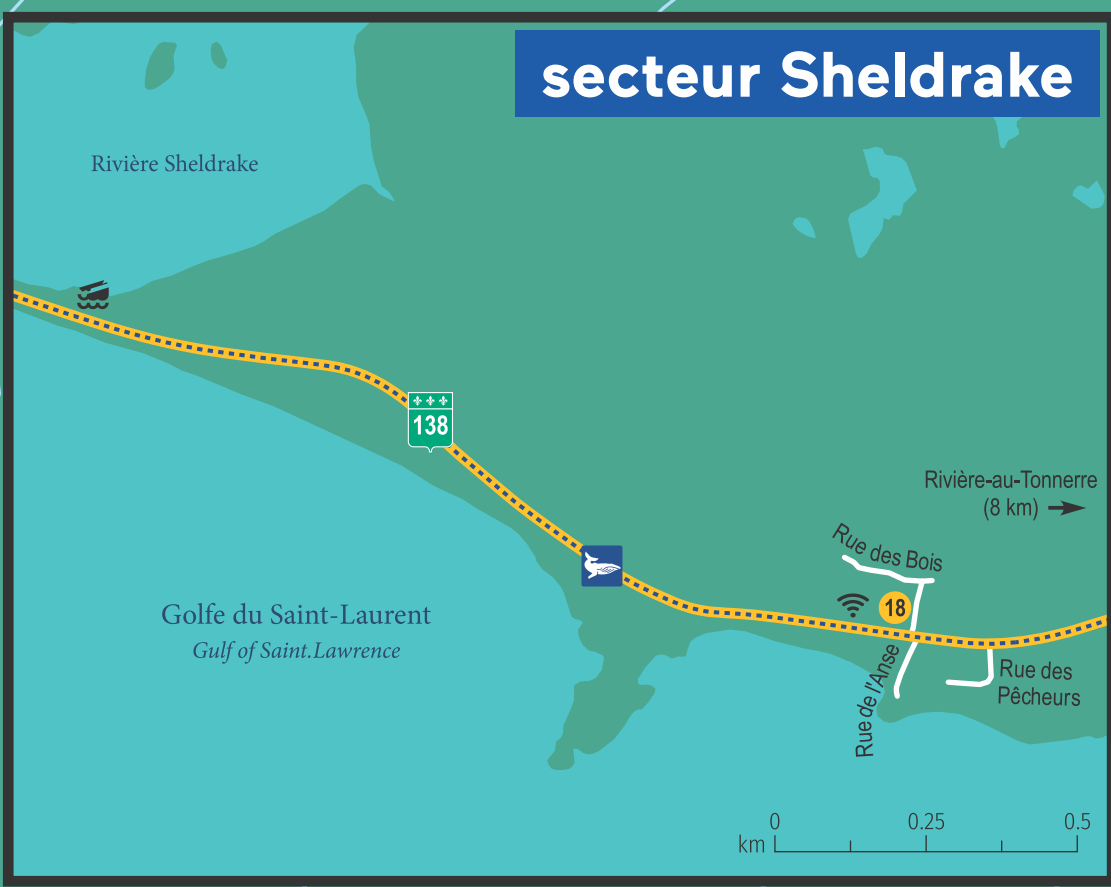 secteur Sheldrake
Rivière Sheldrake
138
Rivière-au-Tonnerre
(8 km)
Rue des Bois
18
Golfe du Saint-Laurent
Gulf of Saint.Lawrence
Rue de l'Anse
Rue des
Pêcheurs
0 0.25 0.5
km